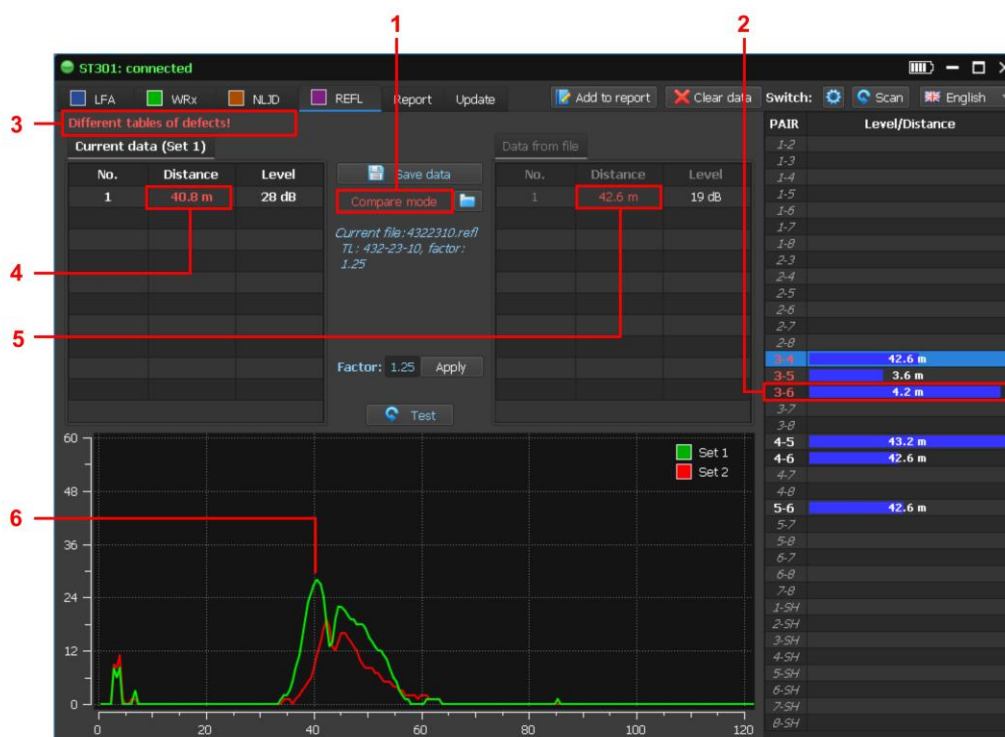 1
2
3
4
5
6
ST301: connected
LFA
WRx
NLJD
REFL
Report
Update
Add to report
Clear data
Switch:
Scan
English
Different tables of defects!
Current data (Set 1)
No. Distance Level
1 40.8 m 28 dB
Save data
Compare mode
Current file:4322310.refl
TL: 432-23-10, factor:
1.25
Factor: 1.25 Apply
Test
Data from file
No. Distance Level
1 42.6 m 19 dB
PAIR Level/Distance
1-2
1-3
1-4
1-5
1-6
1-7
1-8
2-3
2-4
2-5
2-6
2-7
2-8
3-4 42.6 m
3-5 3.6 m
3-6 4.2 m
3-7
3-8
4-5 43.2 m
4-6 42.6 m
4-7
4-8
5-6 42.6 m
5-7
5-8
6-7
6-8
7-8
1-SH
2-SH
3-SH
4-SH
5-SH
6-SH
7-SH
8-SH
60
48
36
24
12
0
0 20 40 60 80 100 120
Set 1
Set 2